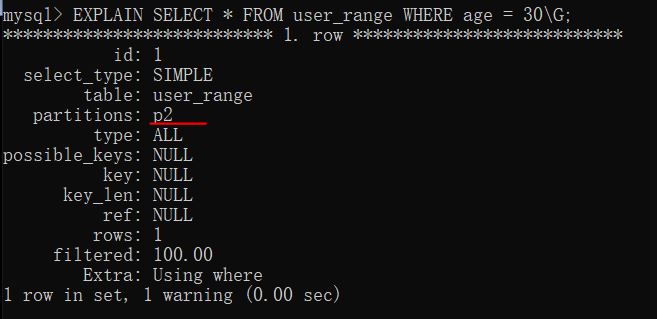 mysql> EXPLAIN SELECT * FROM user_range WHERE age = 30\G;
*************************** 1. row ***************************
id: 1
select_type: SIMPLE
table: user_range
partitions: p2
type: ALL
possible_keys: NULL
key: NULL
key_len: NULL
ref: NULL
rows: 1
filtered: 100.00
Extra: Using where
1 row in set, 1 warning (0.00 sec)